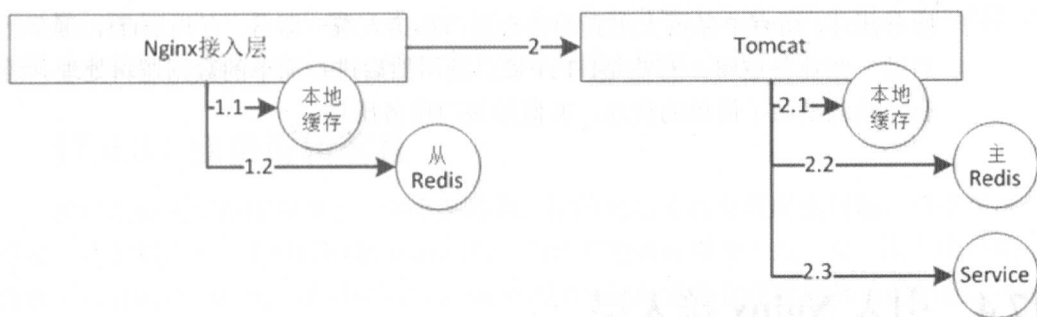 Nginx接入层
2
Tomcat
1.1
本地
缓存
2.1
本地
缓存
1.2
从
Redis
2.2
主
Redis
2.3
Service